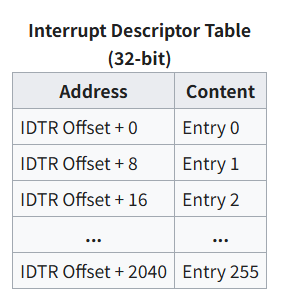 Interrupt Descriptor Table
(32-bit)
Address Content
IDTR Offset + 0 Entry 0
IDTR Offset + 8 Entry 1
IDTR Offset + 16 Entry 2
... ...
IDTR Offset + 2040 Entry 255